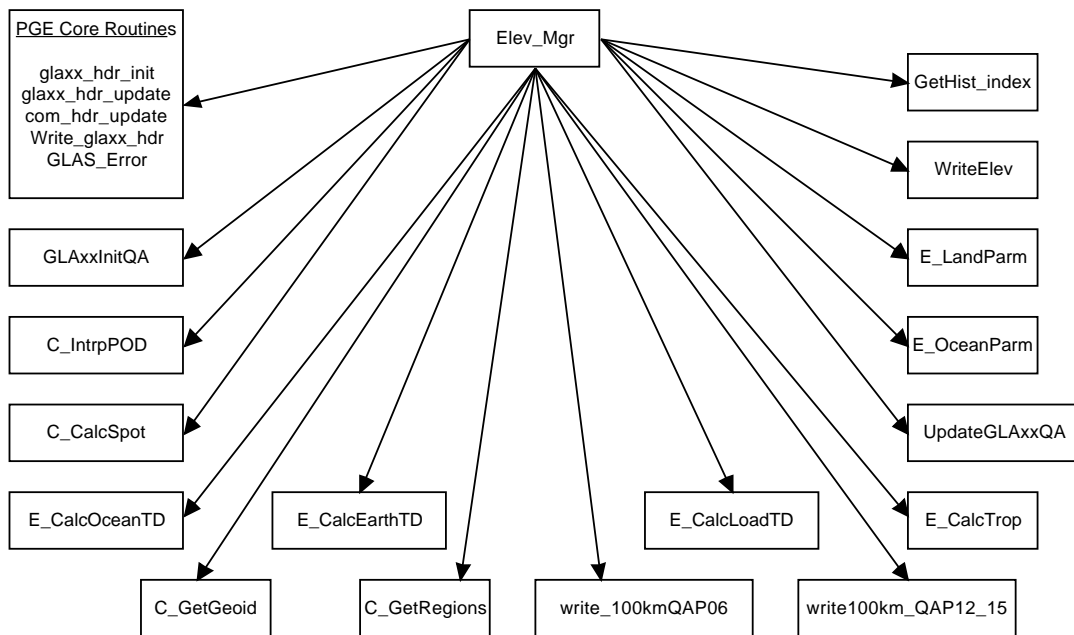 PGE Core Routines
glaxx_hdr_init
glaxx_hdr_update
com_hdr_update
Write_glaxx_hdr
GLAS_Error
Elev_Mgr
GetHist_index
WriteElev
GLAxxInitQA
E_LandParm
C_IntrpPOD
E_OceanParm
C_CalcSpot
UpdateGLAxxQA
E_CalcOceanTD
E_CalcEarthTD
E_CalcLoadTD
E_CalcTrop
C_GetGeoid
C_GetRegions
write_100kmQAP06
write100km_QAP12_15